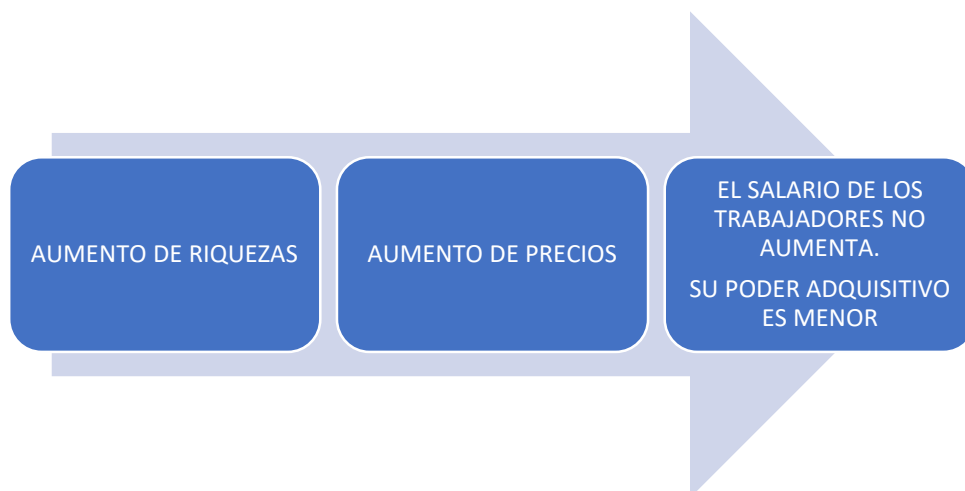 AUMENTO DE RIQUEZAS
AUMENTO DE PRECIOS
EL SALARIO DE LOS
TRABAJADORES NO
AUMENTA.
SU PODER ADQUISITIVO
ES MENOR